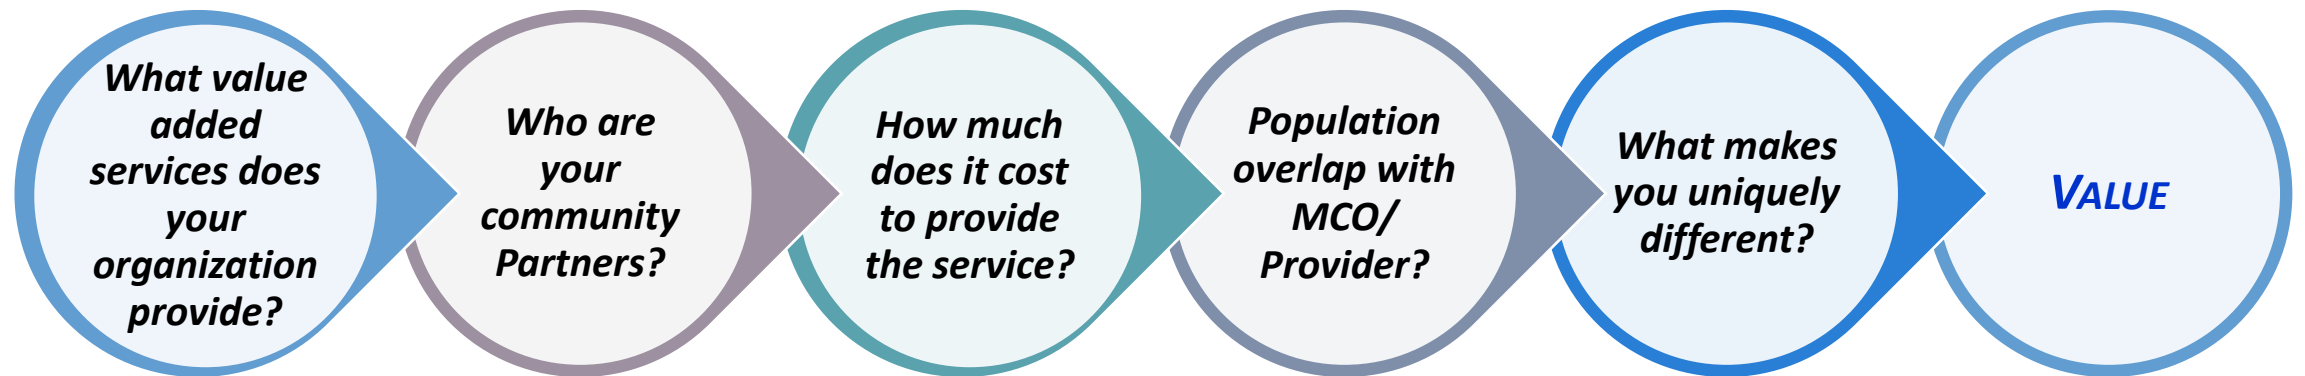 What value
added
services does
your
organization
provide?
Who are
your
community
Partners?
How much
does it cost
to provide
the service?
Population
overlap with
MCO/
Provider?
What makes
you uniquely
different?
VALUE